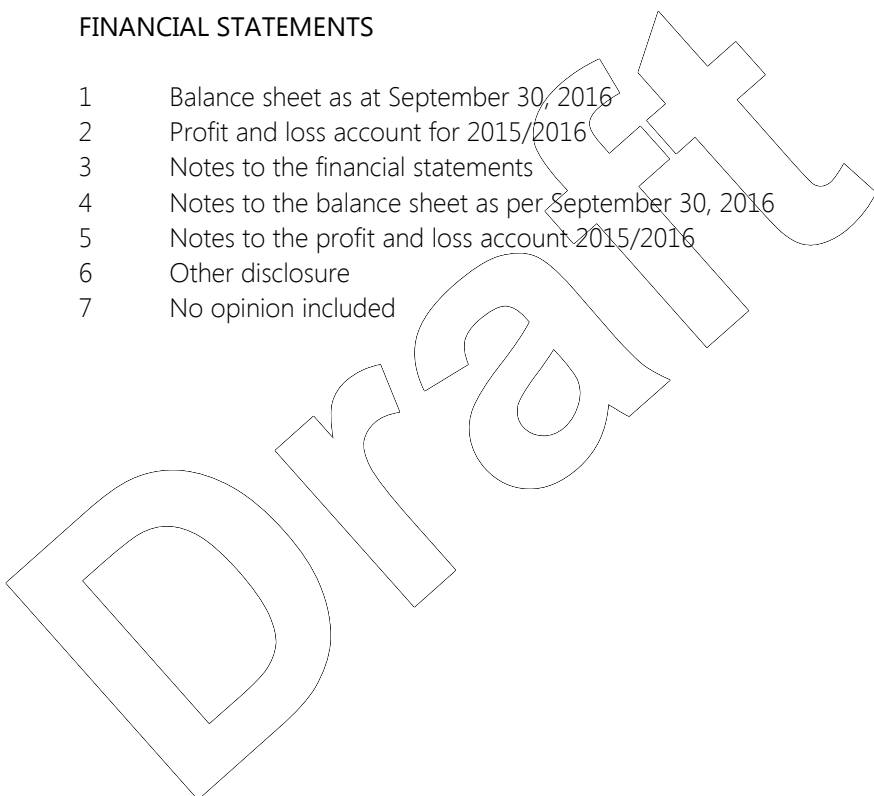 FINANCIAL STATEMENTS
1 Balance sheet as at September 30, 2016
2 Profit and loss account for 2015/2016
3 Notes to the financial statements
4 Notes to the balance sheet as per September 30, 2016
5 Notes to the profit and loss account 2015/2016
6 Other disclosure
7 No opinion included
Draft